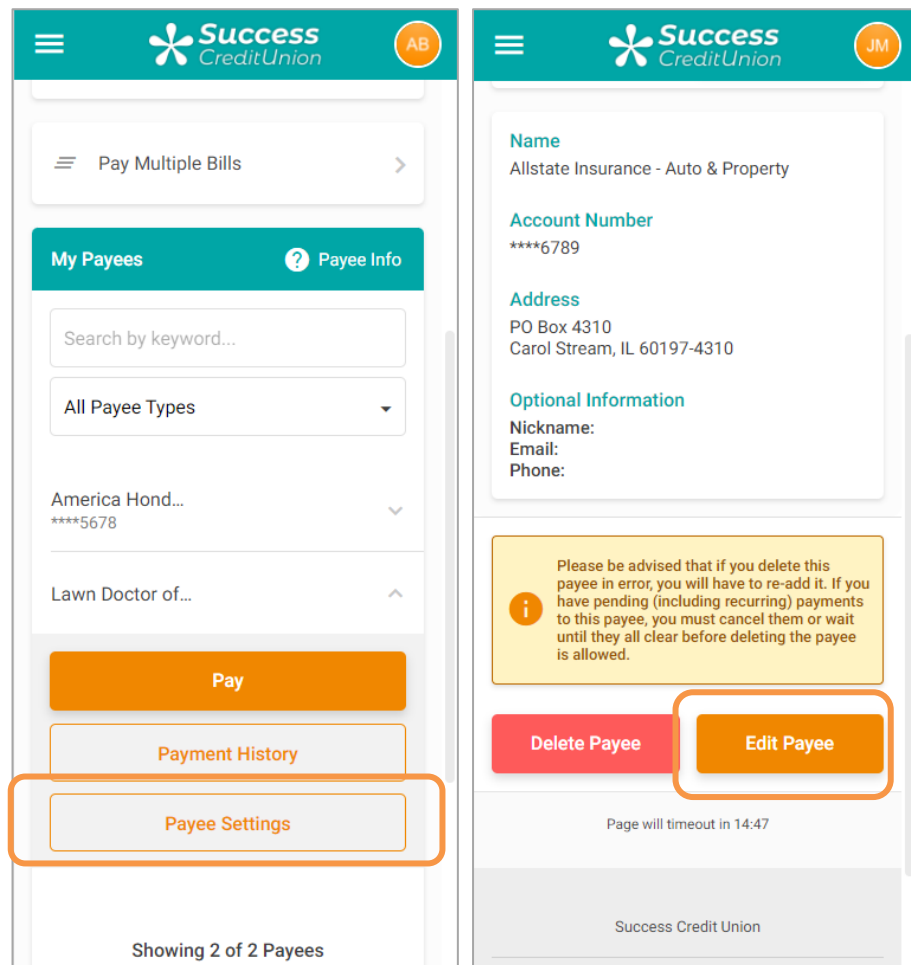 Success
CreditUnion
AB
Pay Multiple Bills
My Payees
? Payee Info
Search by keyword...
All Payee Types
America Hond...
****5678
Lawn Doctor of...
Pay
Payment History
Payee Settings
Showing 2 of 2 Payees
Success
CreditUnion
JM
Name
Allstate Insurance - Auto & Property
Account Number
****6789
Address
PO Box 4310
Carol Stream, IL 60197-4310
Optional Information
Nickname:
Email:
Phone:
i
Please be advised that if you delete this
payee in error, you will have to re-add it. If you
have pending (including recurring) payments
to this payee, you must cancel them or wait
until they all clear before deleting the payee
is allowed.
Delete Payee
Edit Payee
Page will timeout in 14:47
Success Credit Union